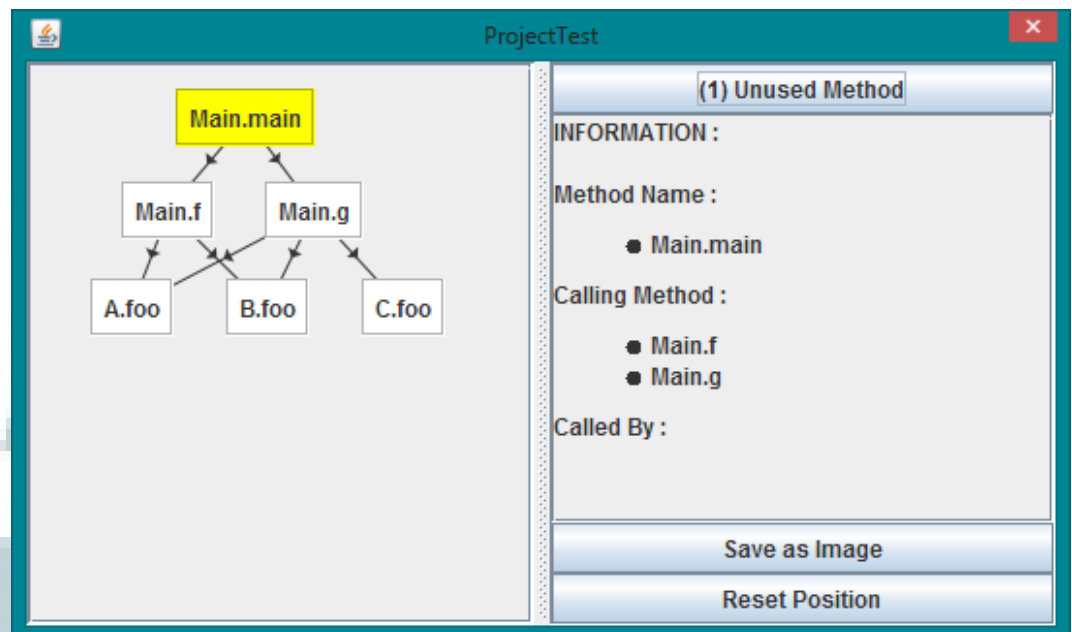 ProjectTest
Main.main
Main.f
Main.g
A.foo
B.foo
C.foo
(1) Unused Method
INFORMATION :
Method Name :
Main.main
Calling Method :
Main.f
Main.g
Called By :
Save as Image
Reset Position